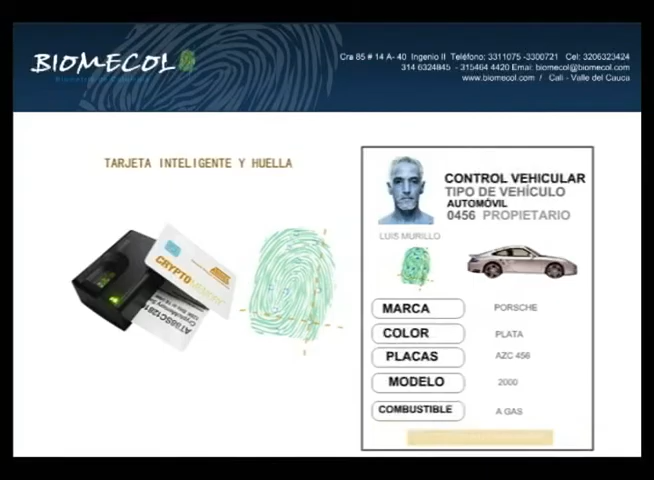 BIOMECOL
Cra 85 # 14 A- 40 Ingenio II Teléfono: 3311075 -3300721 Cel: 3206323424
314 6324845 - 315464 4420 Emai: biomecol@biomecol.com
www.biomecol.com / Cali - Valle del Cauca
TARJETA INTELIGENTE Y HUELLA
CRYPTO
CONTROL VEHICULAR
TIPO DE VEHÍCULO
AUTOMÓVIL
0456 PROPIETARIO
LUIS MURILLO
MARCA PORSCHE
COLOR PLATA
PLACAS AZC 456
MODELO 2000
COMBUSTIBLE A GAS